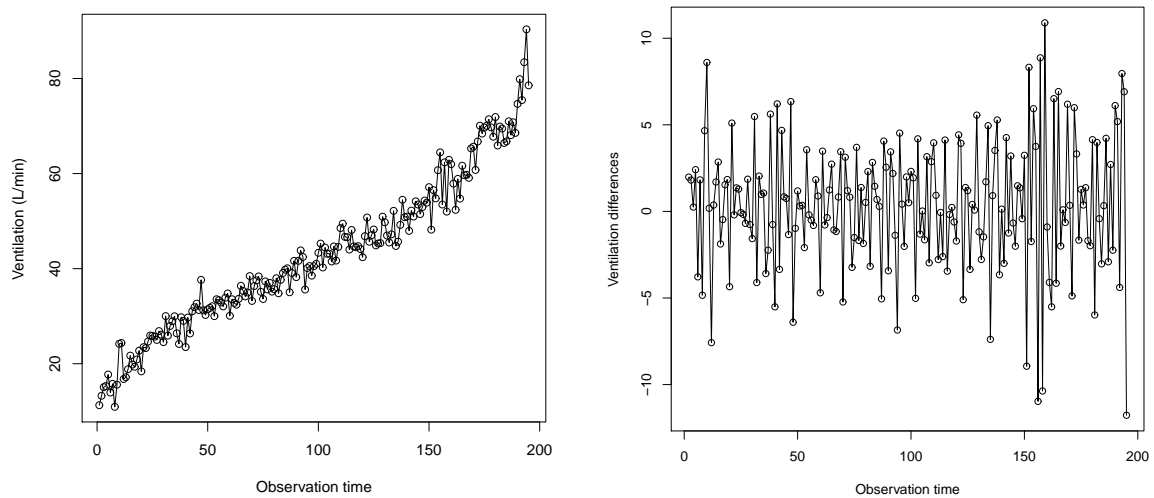 Ventilation (L/min)
80
60
40
20
0 50 100 150 200
Observation time
Ventilation differences
10
5
0
−5
−10
0 50 100 150 200
Observation time